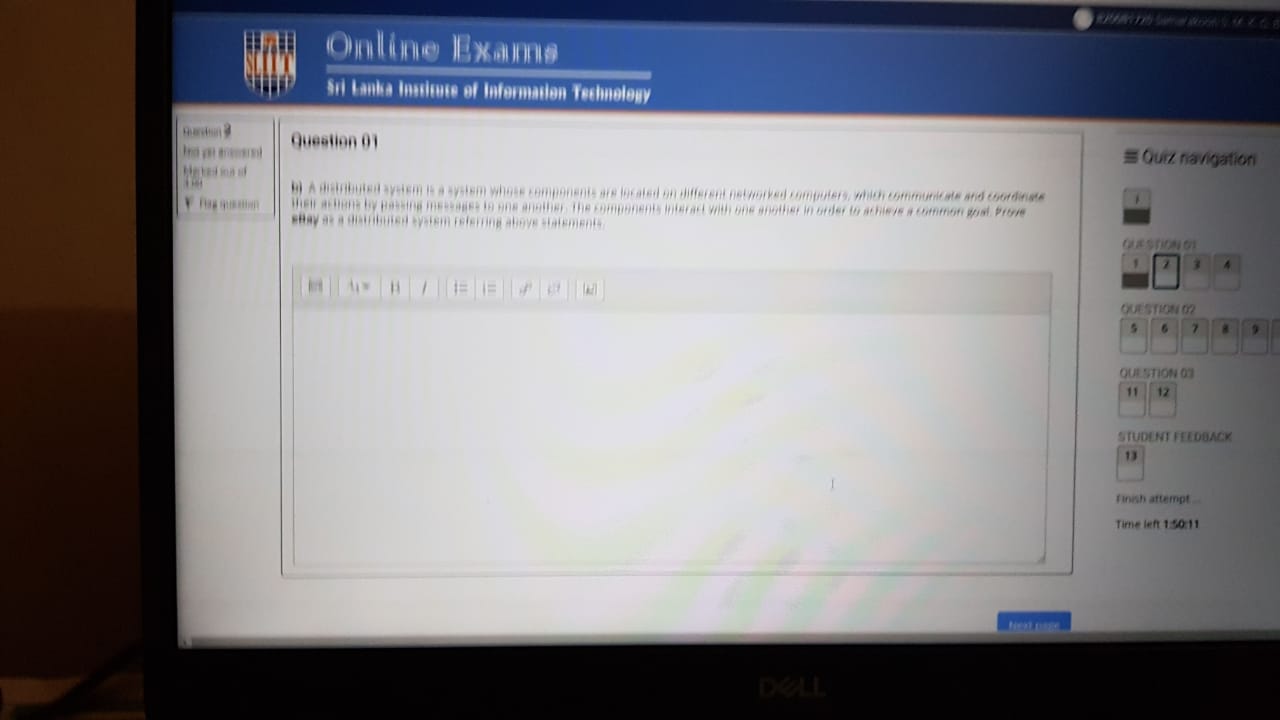 SLIIT
Online Exams
Sri Lanka Institute of Information Technology
Question 2
Not yet answered
Marked out of
Flag question
Question 01
b) A distributed system is a system whose components are located on different networked computers, which communicate and coordinate
their actions by passing messages to one another. The components interact with one another in order to achieve a common goal. Prove
eBay as a distributed system referring above statements.
B I
Next page
Quiz navigation
i
QUESTION 01
1 2 3 4
QUESTION 02
5 6 7 8 9
QUESTION 03
11 12
STUDENT FEEDBACK
13
Finish attempt ...
Time left 1:50:11
DELL